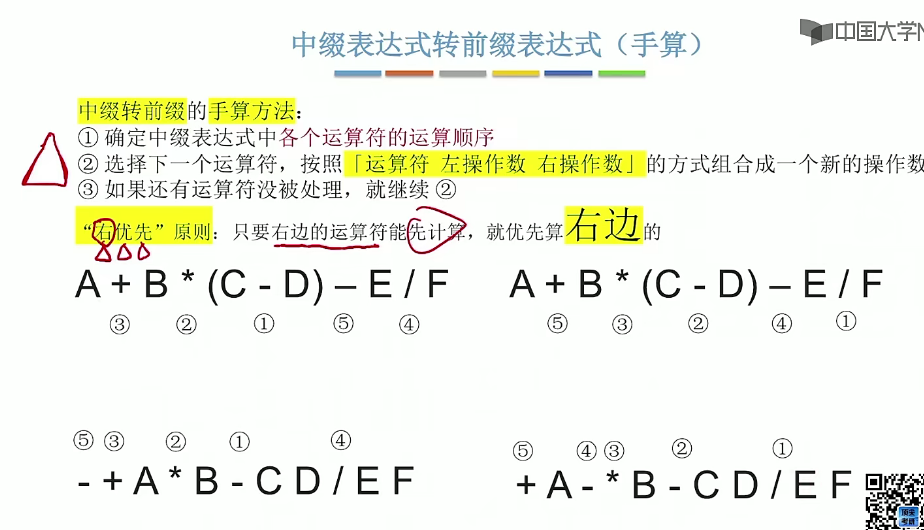 中国大学
中缀表达式转前缀表达式（手算）
中缀转前缀的手算方法：
① 确定中缀表达式中各个运算符的运算顺序
② 选择下一个运算符，按照「运算符 左操作数 右操作数」的方式组合成一个新的操作数
③ 如果还有运算符没被处理，就继续 ②
“右优先”原则：只要右边的运算符能先计算，就优先算右边的
A + B * (C - D) – E / F
③ ② ① ⑤ ④
A + B * (C - D) – E / F
⑤ ③ ② ④ ①
⑤ ③ ② ① ④
- + A * B - C D / E F
⑤ ④ ③ ② ①
+ A - * B - C D / E F